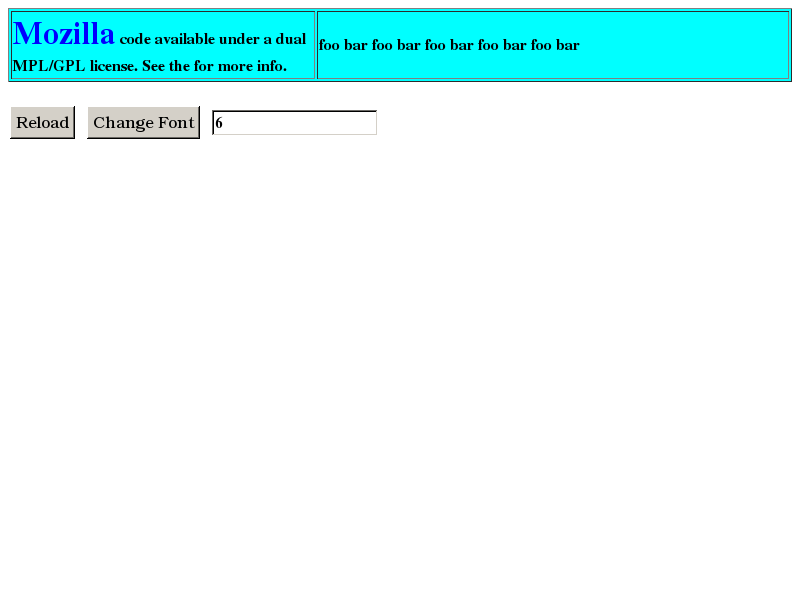 Mozilla code available under a dual
MPL/GPL license. See the for more info.
foo bar foo bar foo bar foo bar foo bar
Reload Change Font 6